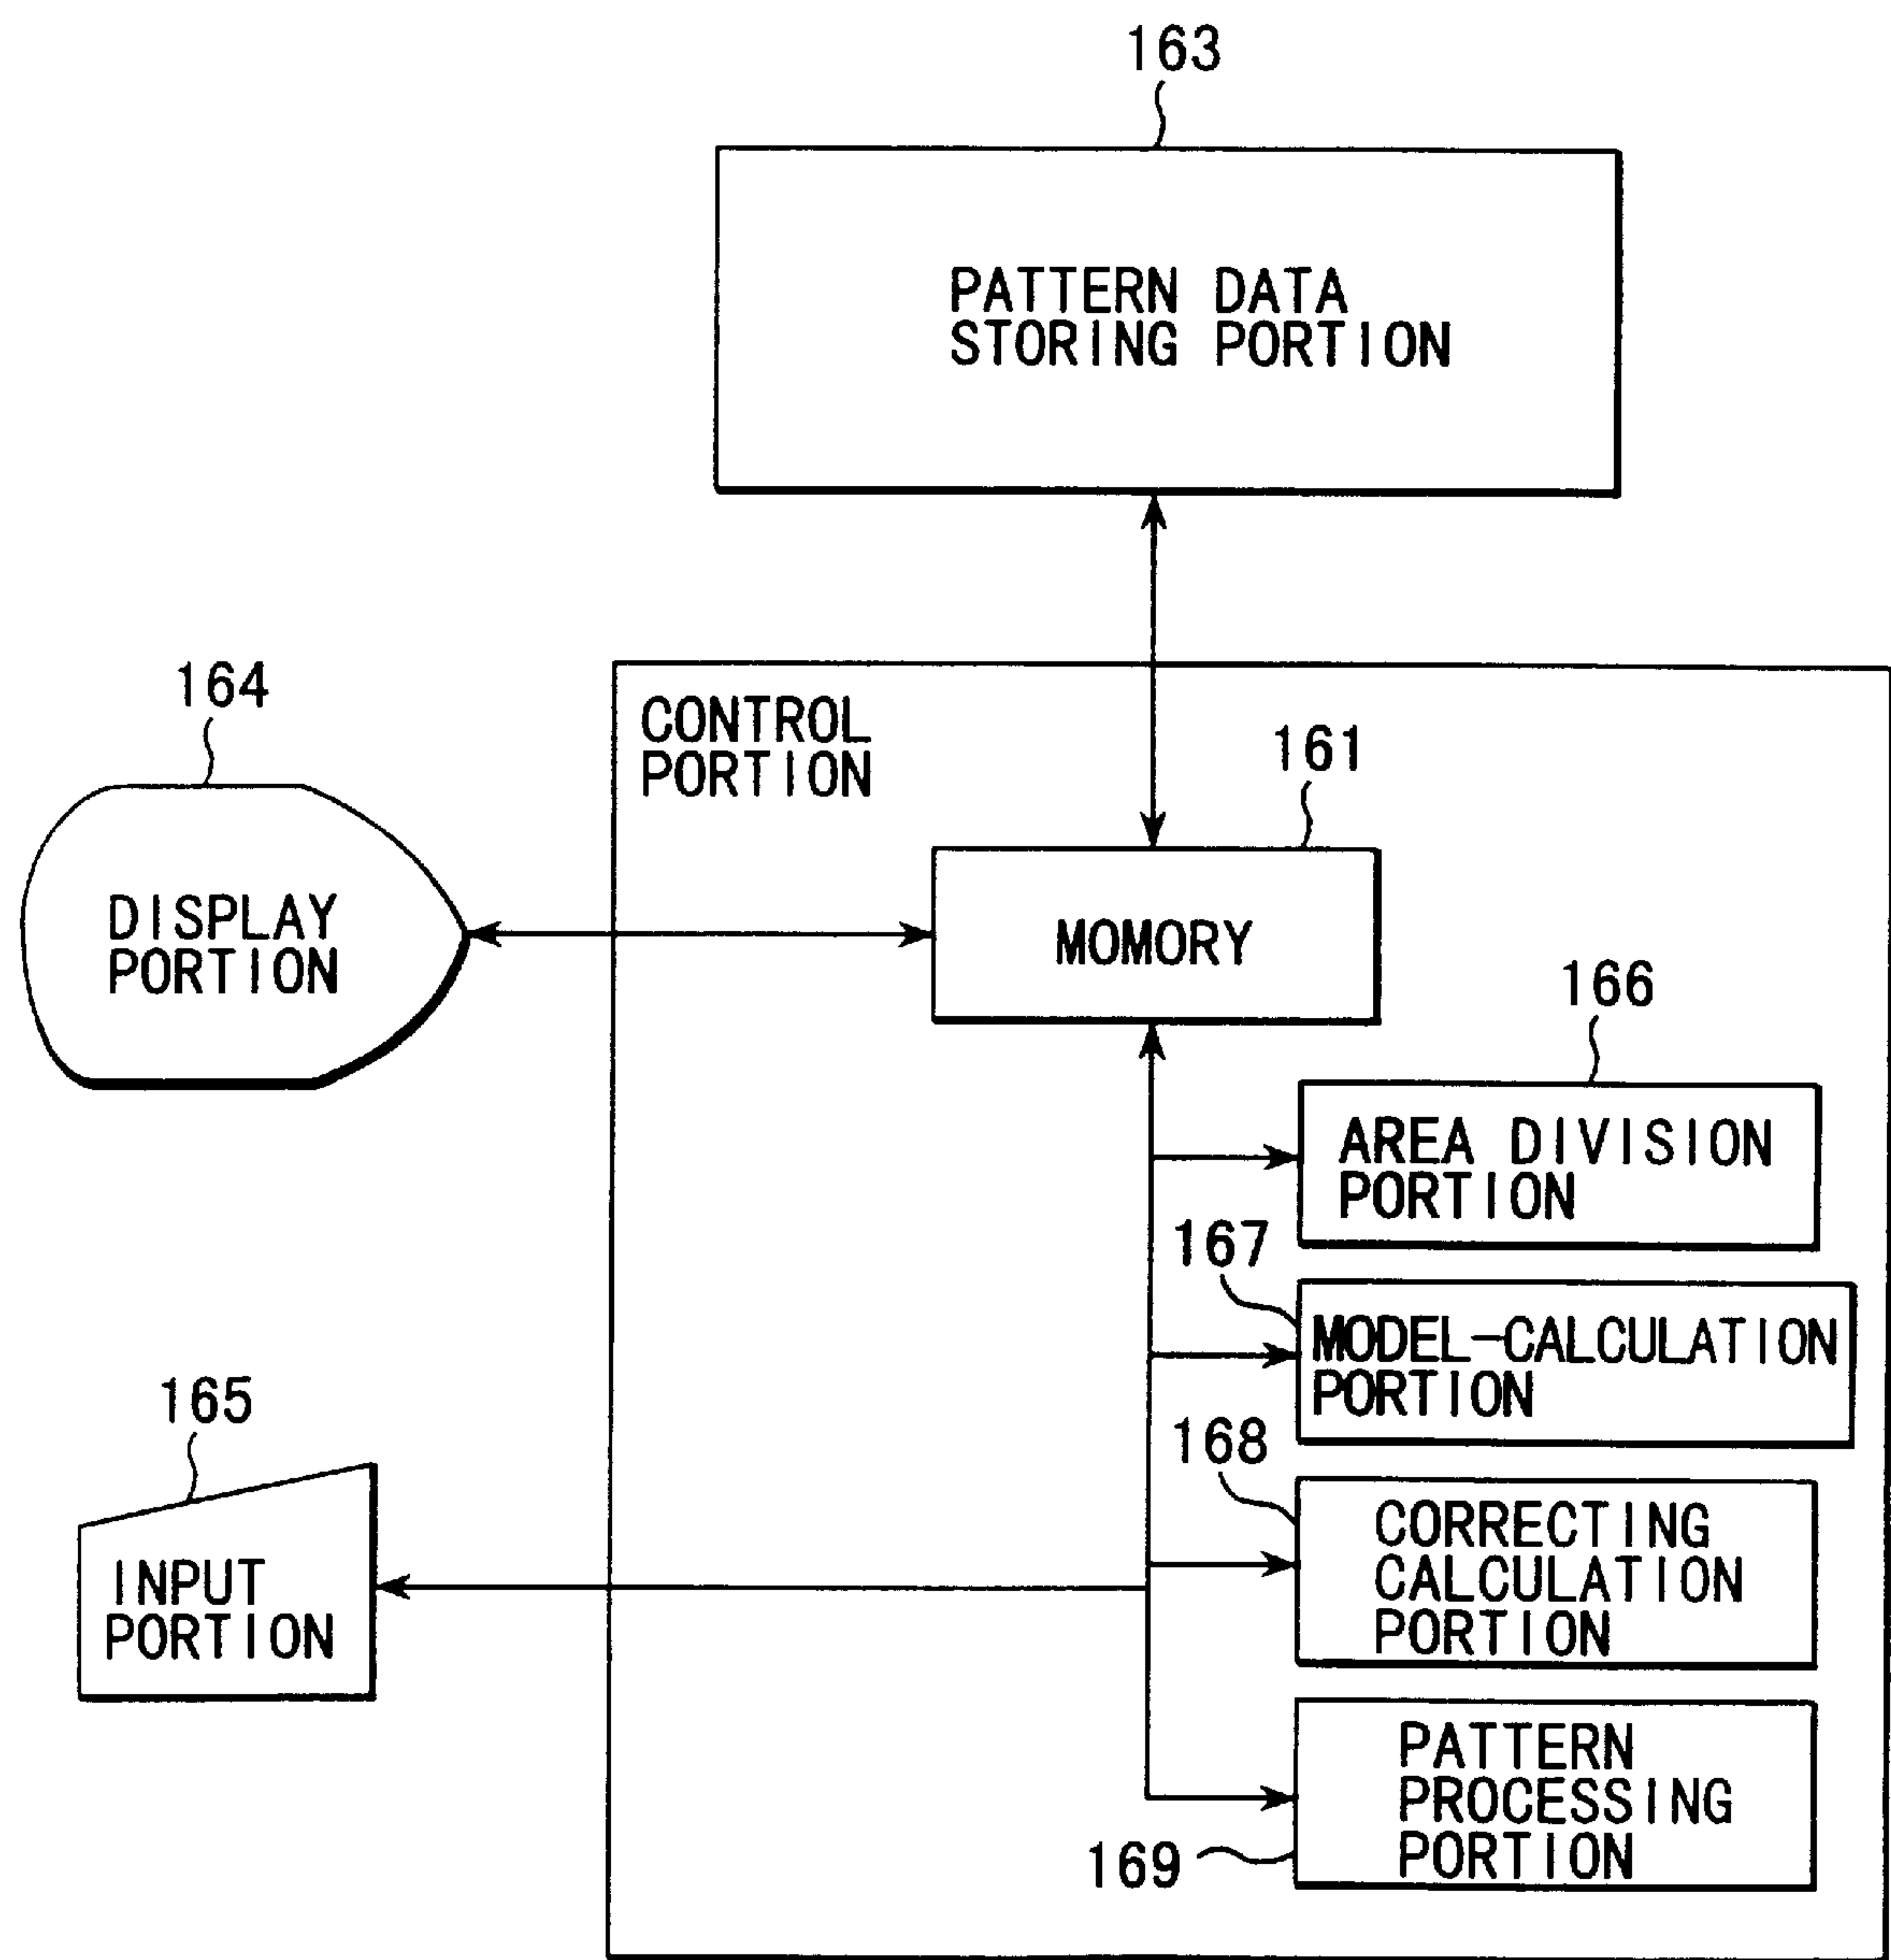 163
PATTERN DATA
STORING PORTION
164
CONTROL
PORTION
161
DISPLAY
PORTION
MOMORY
166
AREA DIVISION
PORTION
167
MODEL-CALCULATION
PORTION
165
168
INPUT
PORTION
CORRECTING
CALCULATION
PORTION
PATTERN
PROCESSING
PORTION
169